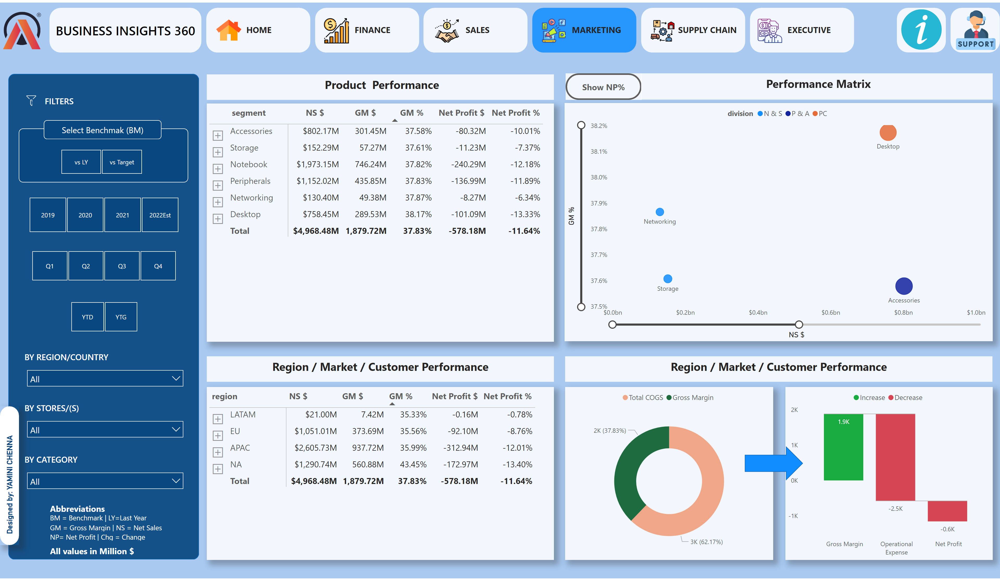 ®
BUSINESS INSIGHTS 360
HOME
FINANCE
SALES
MARKETING
SUPPLY CHAIN
EXECUTIVE
i
SUPPORT
FILTERS
Select Benchmak (BM)
vs LY
vs Target
2019
2020
2021
2022Est
Q1
Q2
Q3
Q4
YTD
YTG
BY REGION/COUNTRY
All
BY STORES/(S)
All
BY CATEGORY
All
Abbreviations
BM = Benchmark | LY=Last Year
GM = Gross Margin | NS = Net Sales
NP= Net Profit | Chg = Change
All values in Million $
Designed by: YAMINI CHENNA
Product Performance
segment NS $ GM $ GM % Net Profit $ Net Profit %
Accessories $802.17M 301.45M 37.58% -80.32M -10.01%
Storage $152.29M 57.27M 37.61% -11.23M -7.37%
Notebook $1,973.15M 746.24M 37.82% -240.29M -12.18%
Peripherals $1,152.02M 435.85M 37.83% -136.99M -11.89%
Networking $130.40M 49.38M 37.87% -8.27M -6.34%
Desktop $758.45M 289.53M 38.17% -101.09M -13.33%
Total $4,968.48M 1,879.72M 37.83% -578.18M -11.64%
Show NP%
Performance Matrix
division N & S P & A PC
38.2%
38.1%
38.0%
37.9%
37.8%
37.7%
37.6%
37.5%
GM %
Desktop
Networking
Storage
Accessories
$0.0bn $0.2bn $0.4bn $0.6bn $0.8bn $1.0bn
NS $
Region / Market / Customer Performance
region NS $ GM $ GM % Net Profit $ Net Profit %
LATAM $21.00M 7.42M 35.33% -0.16M -0.78%
EU $1,051.01M 373.69M 35.56% -92.10M -8.76%
APAC $2,605.73M 937.72M 35.99% -312.94M -12.01%
NA $1,290.74M 560.88M 43.45% -172.97M -13.40%
Total $4,968.48M 1,879.72M 37.83% -578.18M -11.64%
Region / Market / Customer Performance
Total COGS Gross Margin
2K (37.83%)
3K (62.17%)
Increase Decrease
2K
1K
0K
-1K
1.9K
-2.5K
-0.6K
Gross Margin
Operational
Expense
Net Profit